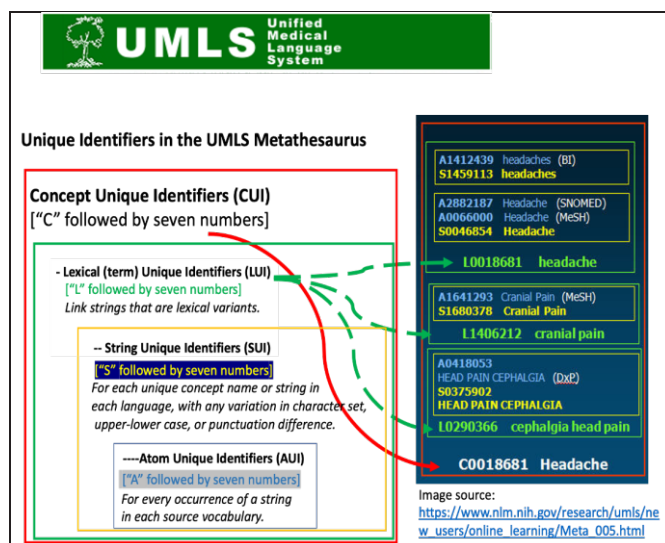 UMLS Unified
Medical
Language
System
Unique Identifiers in the UMLS Metathesaurus
Concept Unique Identifiers (CUI)
["C" followed by seven numbers]
- Lexical (term) Unique Identifiers (LUI)
["L" followed by seven numbers]
Link strings that are lexical variants.
-- String Unique Identifiers (SUI)
["S" followed by seven numbers]
For each unique concept name or string in
each language, with any variation in character set,
upper-lower case, or punctuation difference.
----Atom Unique Identifiers (AUI)
["A" followed by seven numbers]
For every occurrence of a string
in each source vocabulary.
A1412439 headaches (BI)
S1459113 headaches
A2882187 Headache (SNOMED)
A0066000 Headache (MeSH)
S0046854 Headache
L0018681 headache
A1641293 Cranial Pain (MeSH)
S1680378 Cranial Pain
L1406212 cranial pain
A0418053
HEAD PAIN CEPHALGIA (DxP)
S0375902
HEAD PAIN CEPHALGIA
L0290366 cephalgia head pain
C0018681 Headache
Image source:
https://www.nlm.nih.gov/research/umls/ne
w_users/online_learning/Meta_005.html